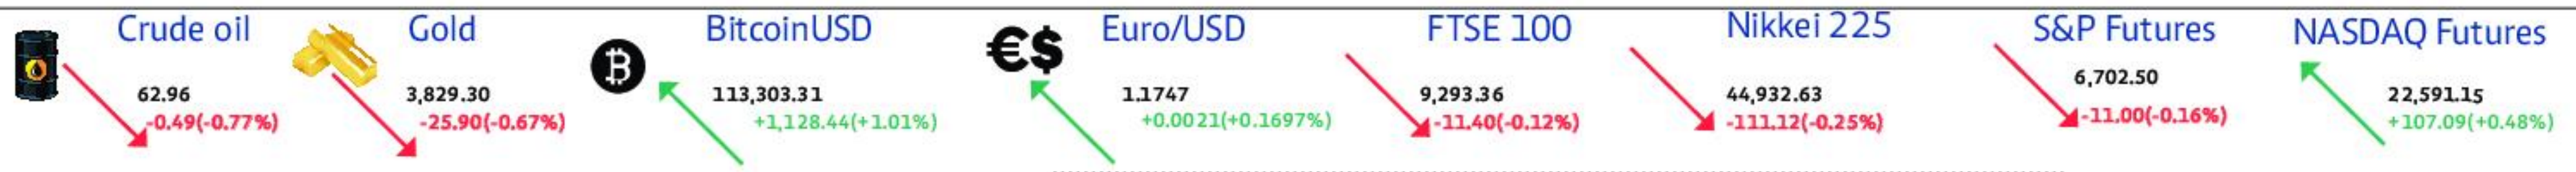 Crude oil
62.96
-0.49(-0.77%)
Gold
3,829.30
-25.90(-0.67%)
BitcoinUSD
113,303.31
+1,128.44(+1.01%)
€$
Euro/USD
1.1747
+0.0021(+0.1697%)
FTSE 100
9,293.36
-11.40(-0.12%)
Nikkei 225
44,932.63
-111.12(-0.25%)
S&P Futures
6,702.50
-11.00(-0.16%)
NASDAQ Futures
22,591.15
+107.09(+0.48%)